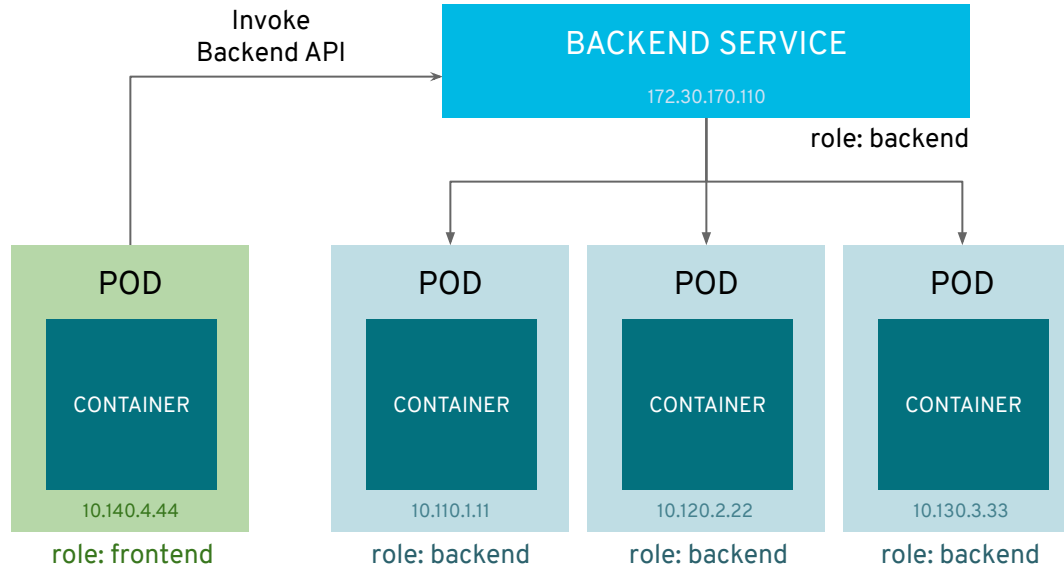 Invoke
Backend API
BACKEND SERVICE
172.30.170.110
role: backend
POD
CONTAINER
10.140.4.44
role: frontend
POD
CONTAINER
10.110.1.11
role: backend
POD
CONTAINER
10.120.2.22
role: backend
POD
CONTAINER
10.130.3.33
role: backend